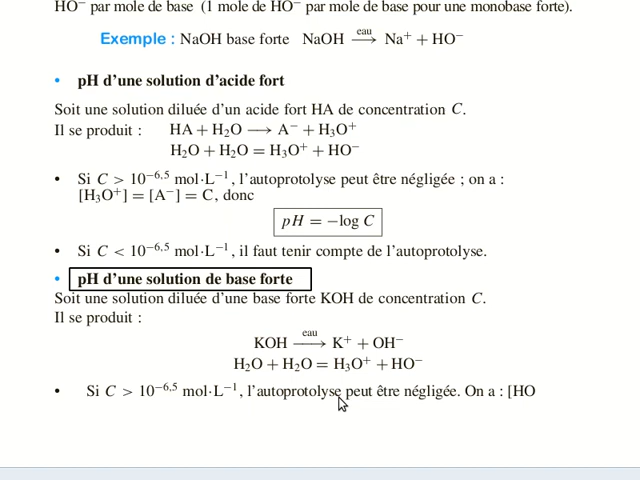 HO⁻ par mole de base (1 mole de HO⁻ par mole de base pour une monobase forte).
Exemple : NaOH base forte NaOH —eau→ Na⁺ + HO⁻
• pH d’une solution d’acide fort
Soit une solution diluée d’un acide fort HA de concentration C.
Il se produit : HA + H₂O ⟶ A⁻ + H₃O⁺
H₂O + H₂O = H₃O⁺ + HO⁻
• Si C > 10⁻⁶,⁵ mol·L⁻¹, l’autoprotolyse peut être négligée ; on a :
[H₃O⁺] = [A⁻] = C, donc
pH = −log C
• Si C < 10⁻⁶,⁵ mol·L⁻¹, il faut tenir compte de l’autoprotolyse.
• pH d’une solution de base forte
Soit une solution diluée d’une base forte KOH de concentration C.
Il se produit :
KOH —eau→ K⁺ + OH⁻
H₂O + H₂O = H₃O⁺ + HO⁻
• Si C > 10⁻⁶,⁵ mol·L⁻¹, l’autoprotolyse peut être négligée. On a : [HO